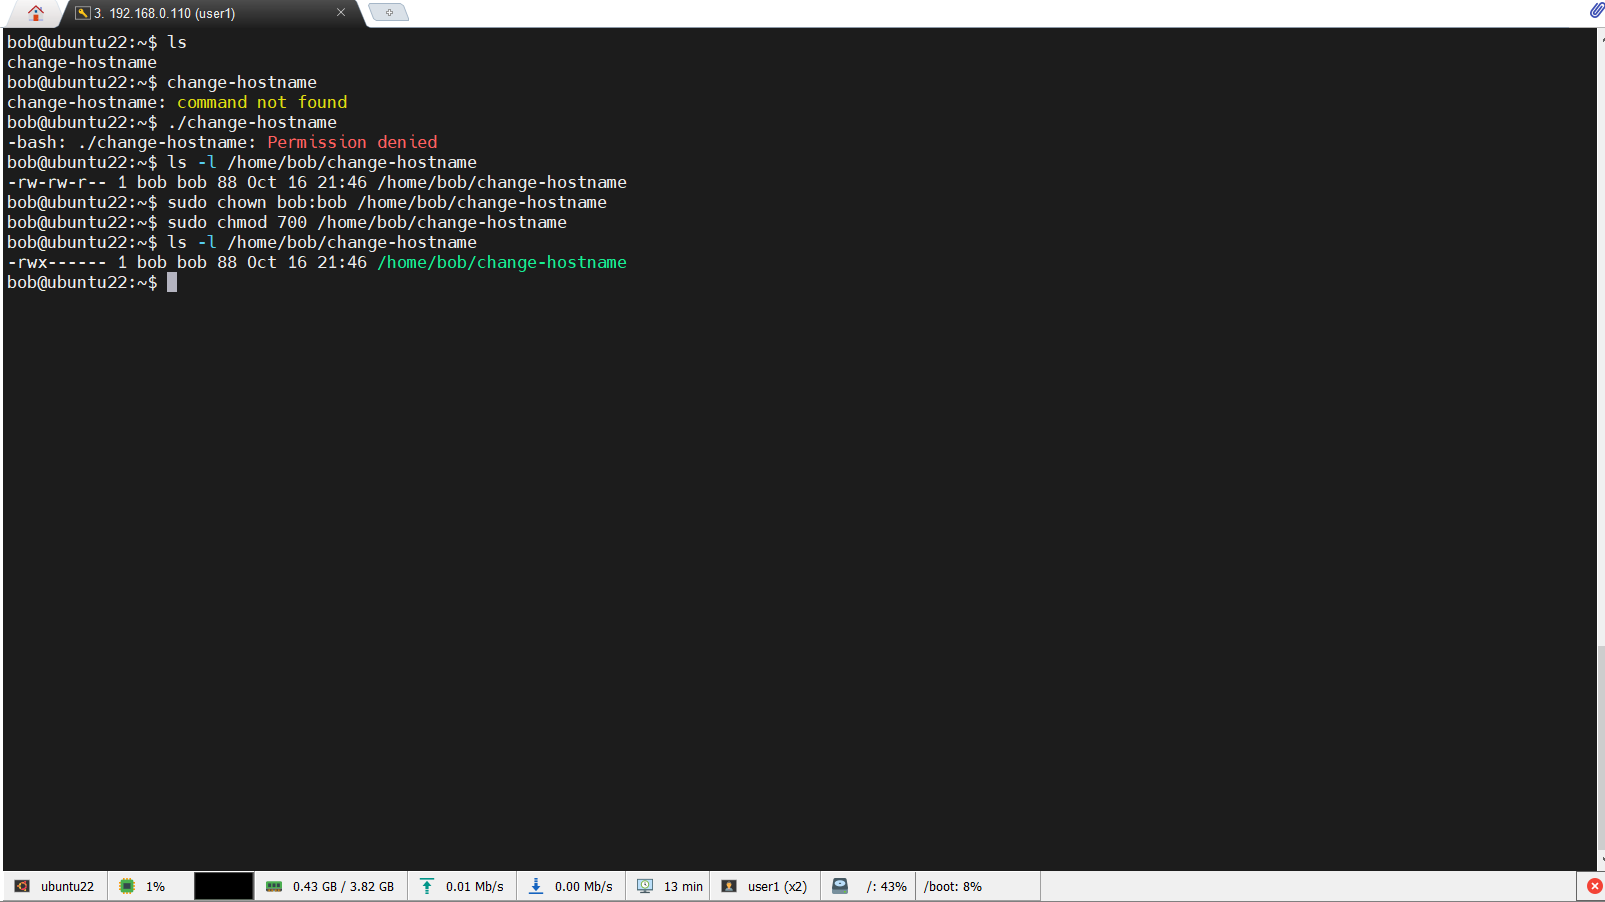 3. 192.168.0.110 (user1)
bob@ubuntu22:~$ ls
change-hostname
bob@ubuntu22:~$ change-hostname
change-hostname: command not found
bob@ubuntu22:~$ ./change-hostname
-bash: ./change-hostname: Permission denied
bob@ubuntu22:~$ ls -l /home/bob/change-hostname
-rw-rw-r-- 1 bob bob 88 Oct 16 21:46 /home/bob/change-hostname
bob@ubuntu22:~$ sudo chown bob:bob /home/bob/change-hostname
bob@ubuntu22:~$ sudo chmod 700 /home/bob/change-hostname
bob@ubuntu22:~$ ls -l /home/bob/change-hostname
-rwx------ 1 bob bob 88 Oct 16 21:46 /home/bob/change-hostname
bob@ubuntu22:~$
ubuntu22 1% 0.43 GB / 3.82 GB 0.01 Mb/s 0.00 Mb/s 13 min user1 (x2) /: 43% /boot: 8%